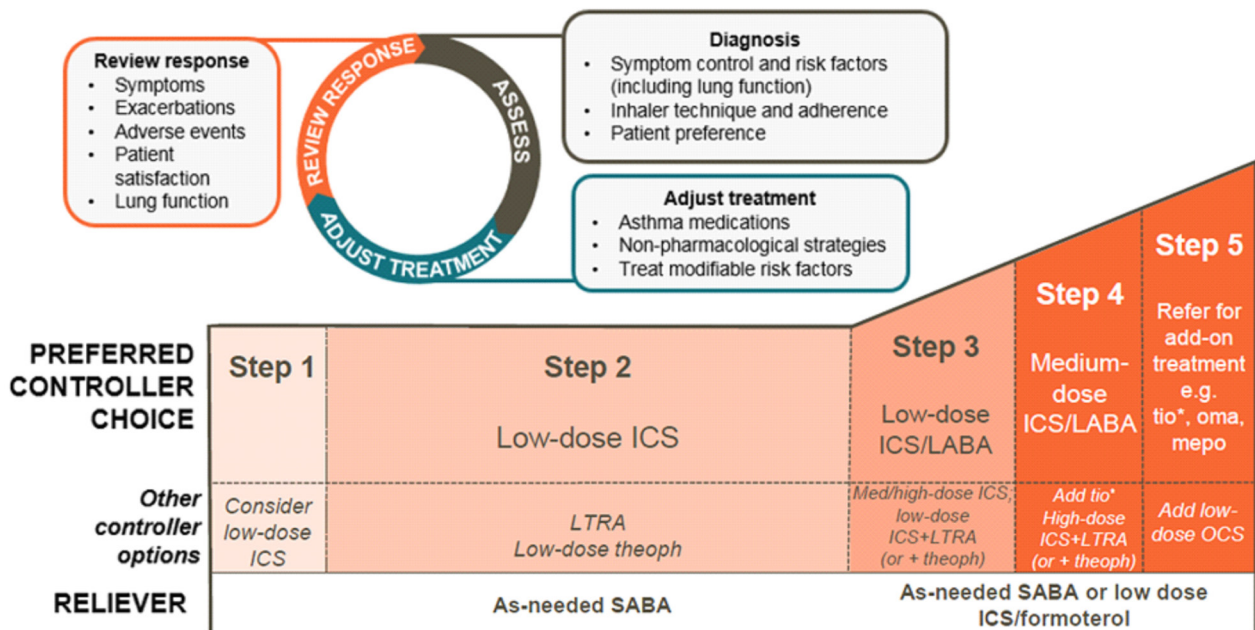 Review response
• Symptoms
• Exacerbations
• Adverse events
• Patient
satisfaction
• Lung function
REVIEW RESPONSE
ASSESS
ADJUST TREATMENT
Diagnosis
• Symptom control and risk factors
(including lung function)
• Inhaler technique and adherence
• Patient preference
Adjust treatment
• Asthma medications
• Non-pharmacological strategies
• Treat modifiable risk factors
PREFERRED
CONTROLLER
CHOICE
Step 1
Step 2
Low-dose ICS
Step 3
Low-dose
ICS/LABA
Step 4
Medium-
dose
ICS/LABA
Step 5
Refer for
add-on
treatment
e.g.
tio*, oma,
mepo
Other
controller
options
Consider
low-dose
ICS
LTRA
Low-dose theoph
Med/high-dose ICS;
low-dose
ICS+LTRA
(or + theoph)
Add tio*
High-dose
ICS+LTRA
(or + theoph)
Add low-
dose OCS
RELIEVER
As-needed SABA
As-needed SABA or low dose
ICS/formoterol